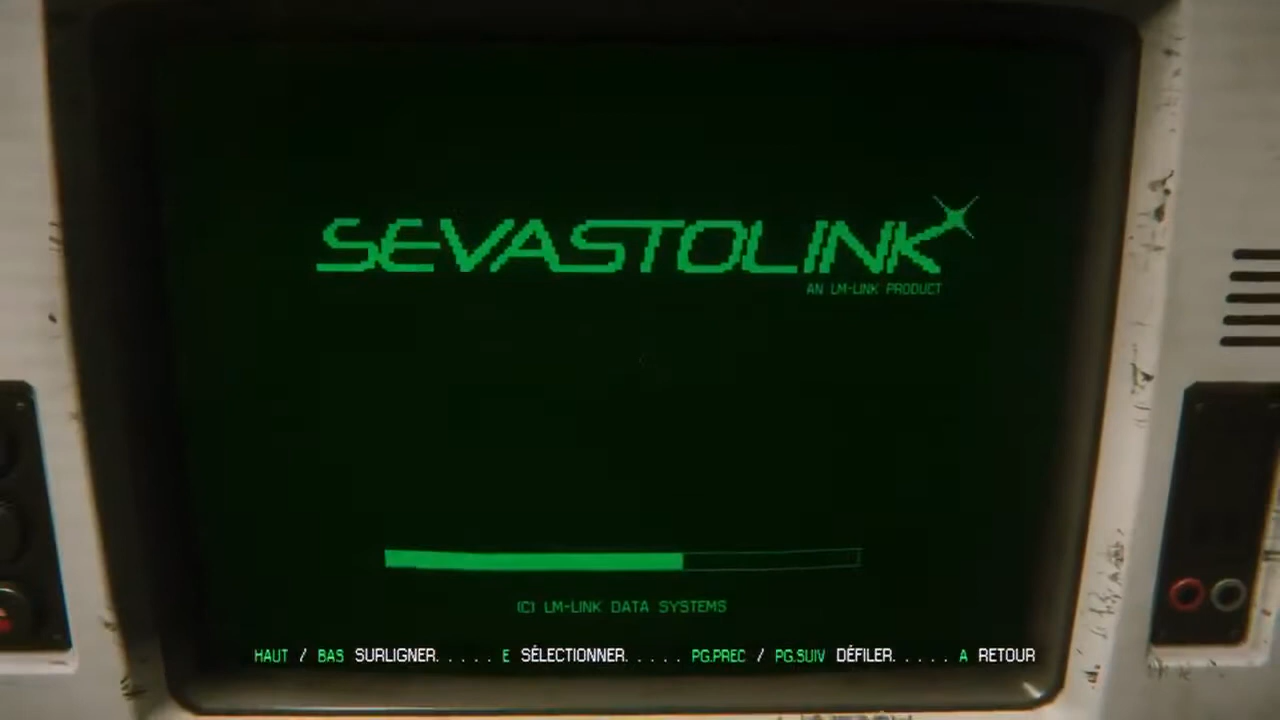 SEVASTOLINK
AN LM-LINK PRODUCT
(C) LM-LINK DATA SYSTEMS
HAUT / BAS SURLIGNER. . . . . E SÉLECTIONNER. . . . . PG.PREC / PG.SUIV DÉFILER. . . . . A RETOUR